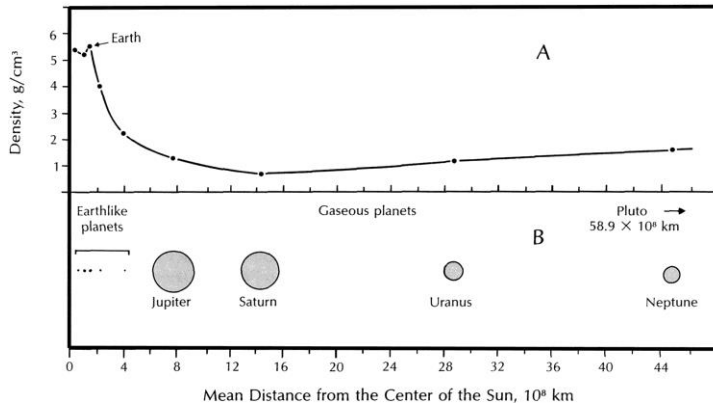 6
5
4
3
2
1
Density, g/cm³
Earth
A
Earthlike
planets
Gaseous planets
Pluto →
58.9 × 10⁸ km
B
Jupiter
Saturn
Uranus
Neptune
0 4 8 12 16 20 24 28 32 36 40 44
Mean Distance from the Center of the Sun, 10⁸ km